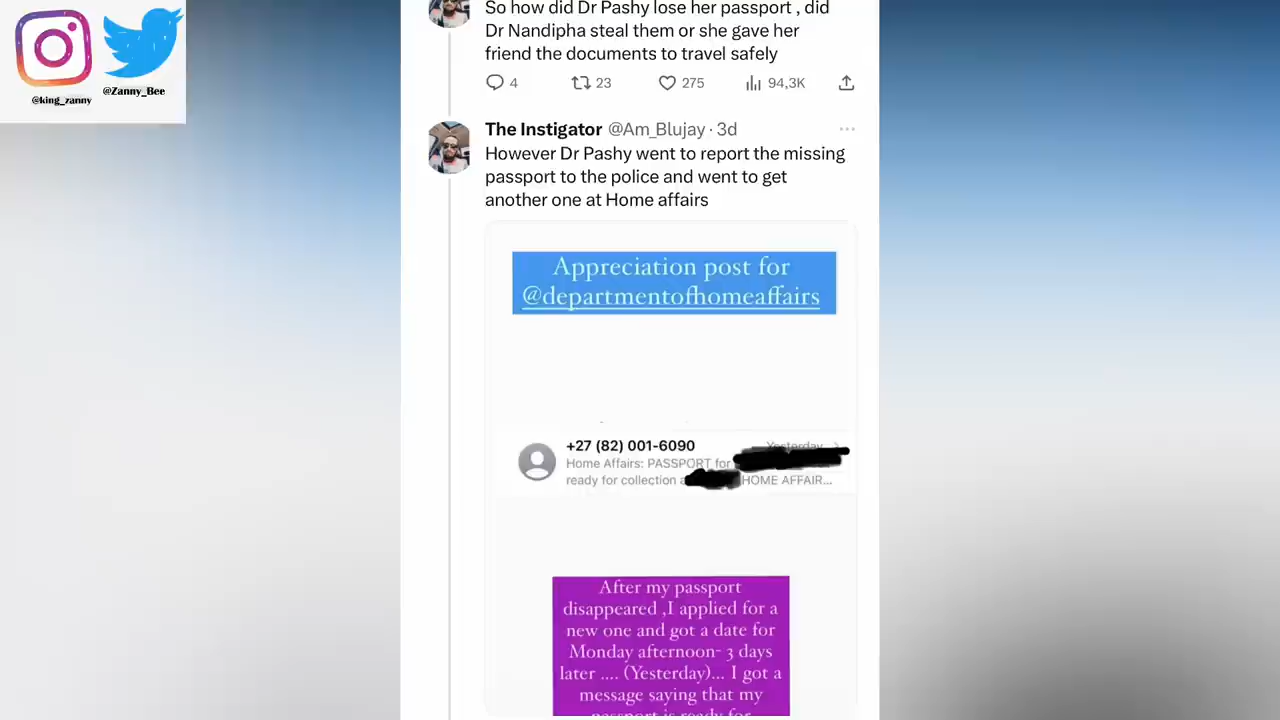 So how did Dr Pashy lose her passport , did
Dr Nandipha steal them or she gave her
friend the documents to travel safely
4 23 275 94,3K
@king_zanny
@Zanny_Bee
The Instigator @Am_Blujay · 3d
However Dr Pashy went to report the missing
passport to the police and went to get
another one at Home affairs
Appreciation post for
@departmentofhomeaffairs
+27 (82) 001-6090 Yesterday
Home Affairs: PASSPORT for
ready for collection a HOME AFFAIR...
After my passport
disappeared ,I applied for a
new one and got a date for
Monday afternoon- 3 days
later .... (Yesterday)... I got a
message saying that my
passport is ready for